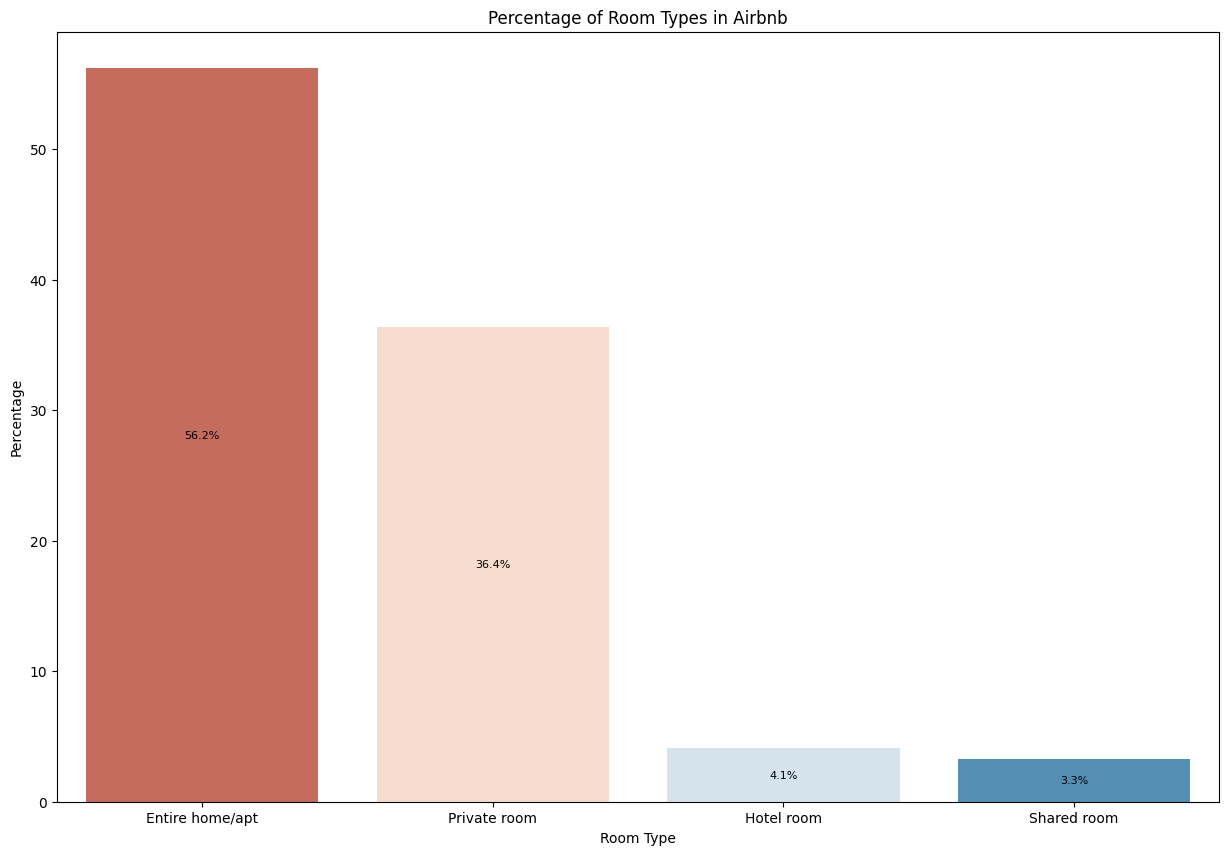 Percentage of Room Types in Airbnb
Percentage
50
40
30
20
10
0
56.2%
36.4%
4.1%
3.3%
Entire home/apt
Private room
Hotel room
Shared room
Room Type